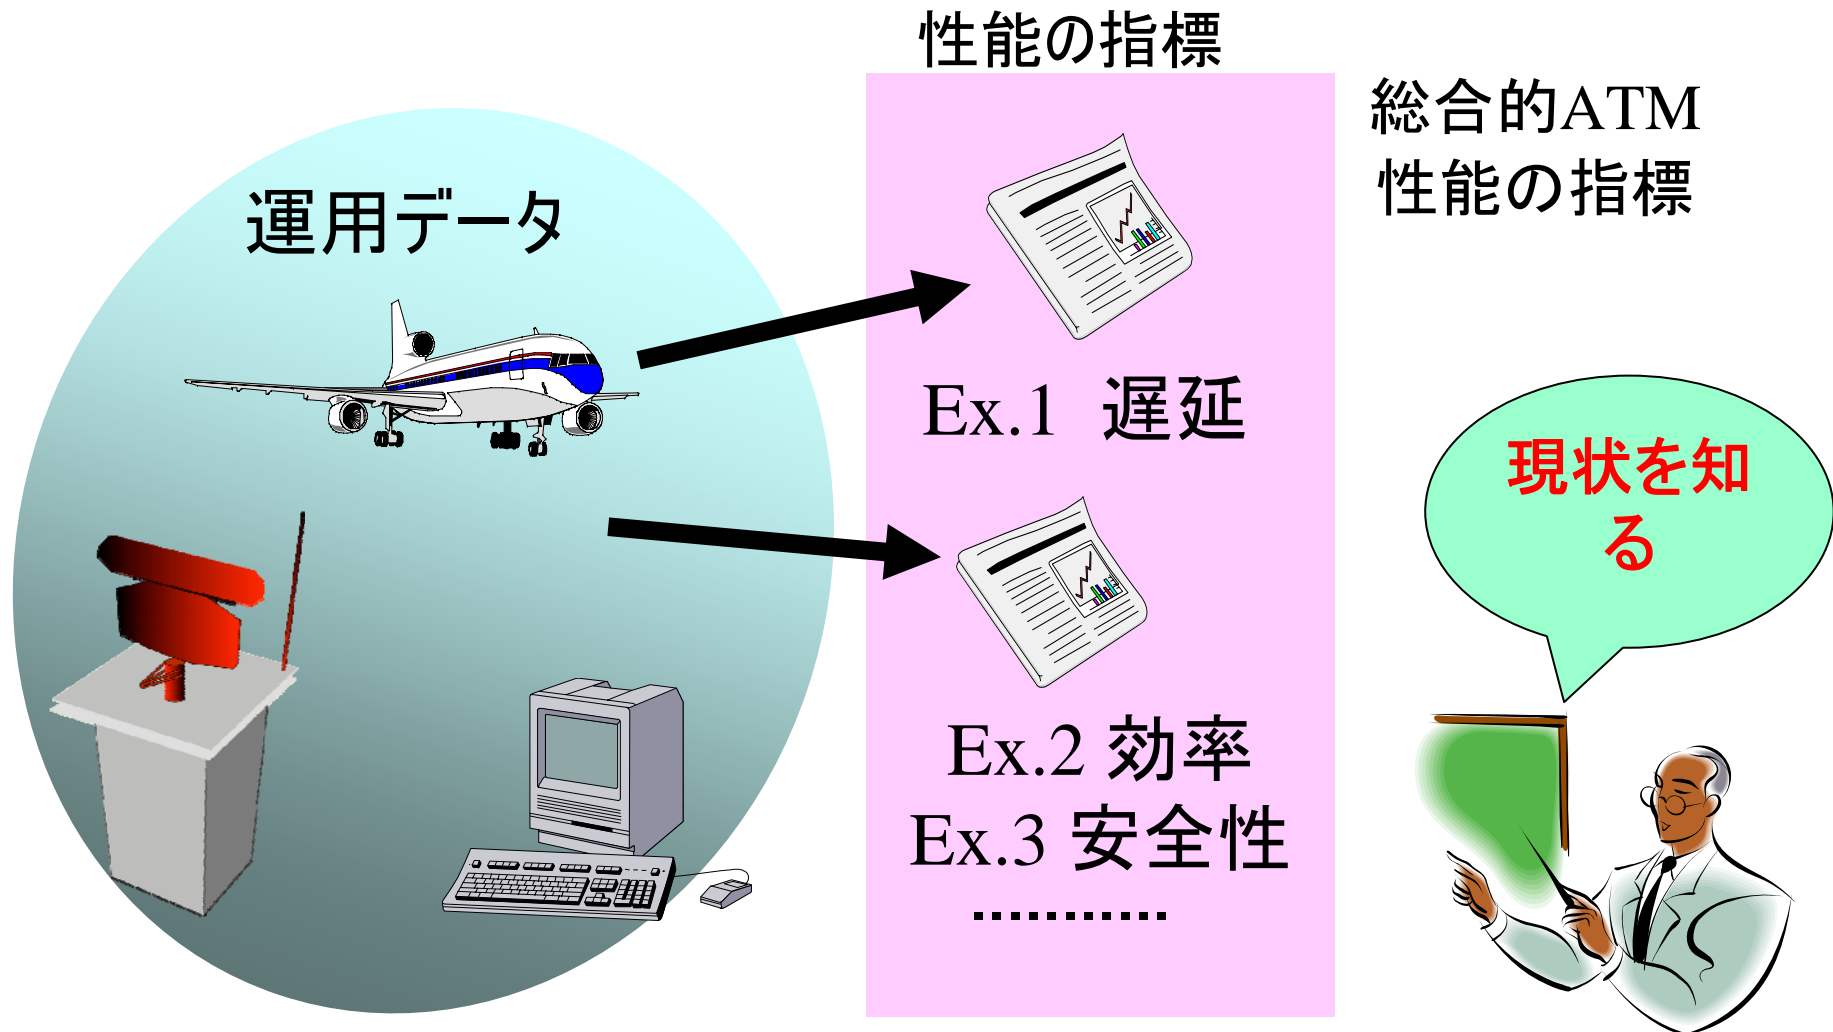 性能の指標
総合的ATM
性能の指標
運用データ
Ex.1 遅延
Ex.2 効率
Ex.3 安全性
..........
現状を知
る